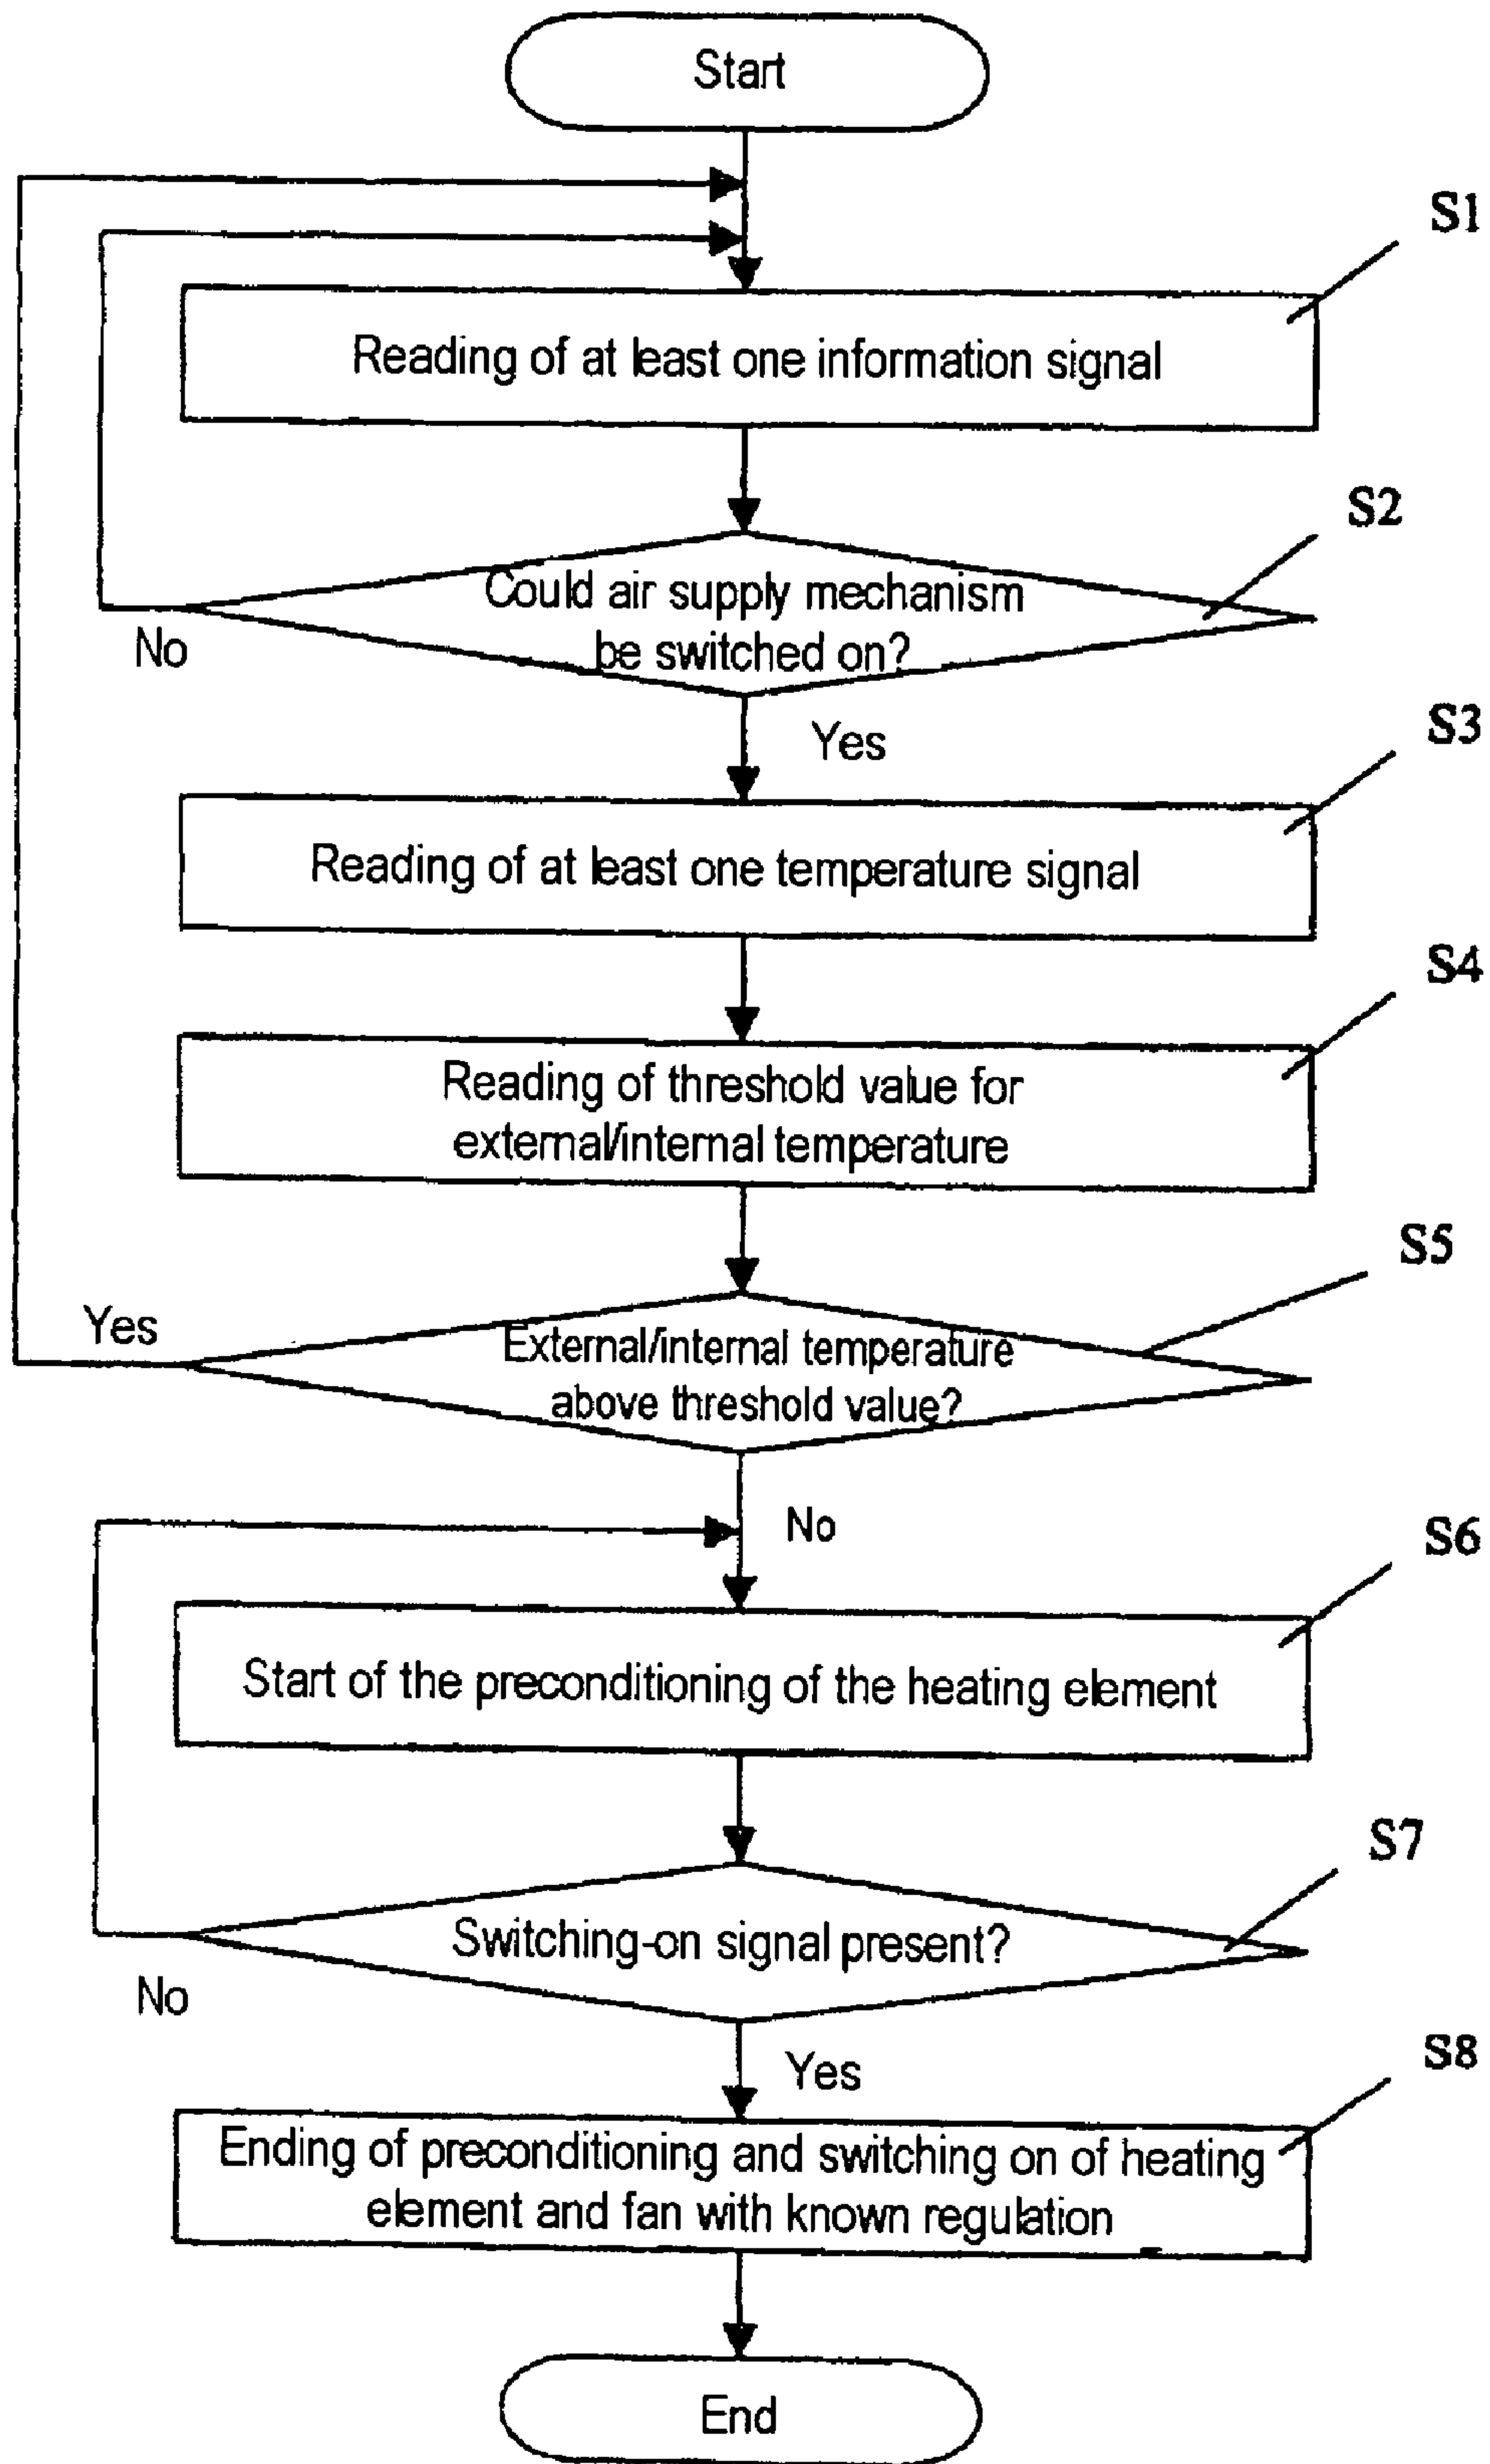 Start
S1
Reading of at least one information signal
S2
Could air supply mechanism
be switched on?
No
Yes
S3
Reading of at least one temperature signal
S4
Reading of threshold value for
external/internal temperature
S5
Yes
External/internal temperature
above threshold value?
No
S6
Start of the preconditioning of the heating element
S7
Switching-on signal present?
No
Yes
S8
Ending of preconditioning and switching on of heating
element and fan with known regulation
End